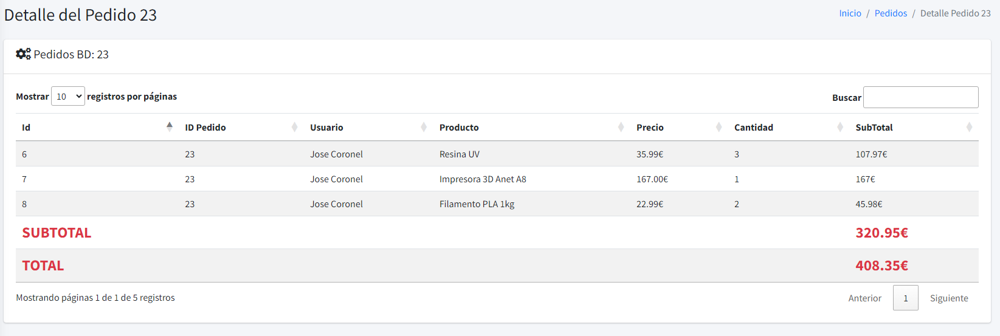 Detalle del Pedido 23
Inicio / Pedidos / Detalle Pedido 23
Pedidos BD: 23
Mostrar 10 registros por páginas
Buscar
Id ID Pedido Usuario Producto Precio Cantidad SubTotal
6 23 Jose Coronel Resina UV 35.99€ 3 107.97€
7 23 Jose Coronel Impresora 3D Anet A8 167.00€ 1 167€
8 23 Jose Coronel Filamento PLA 1kg 22.99€ 2 45.98€
SUBTOTAL 320.95€
TOTAL 408.35€
Mostrando páginas 1 de 1 de 5 registros
Anterior 1 Siguiente